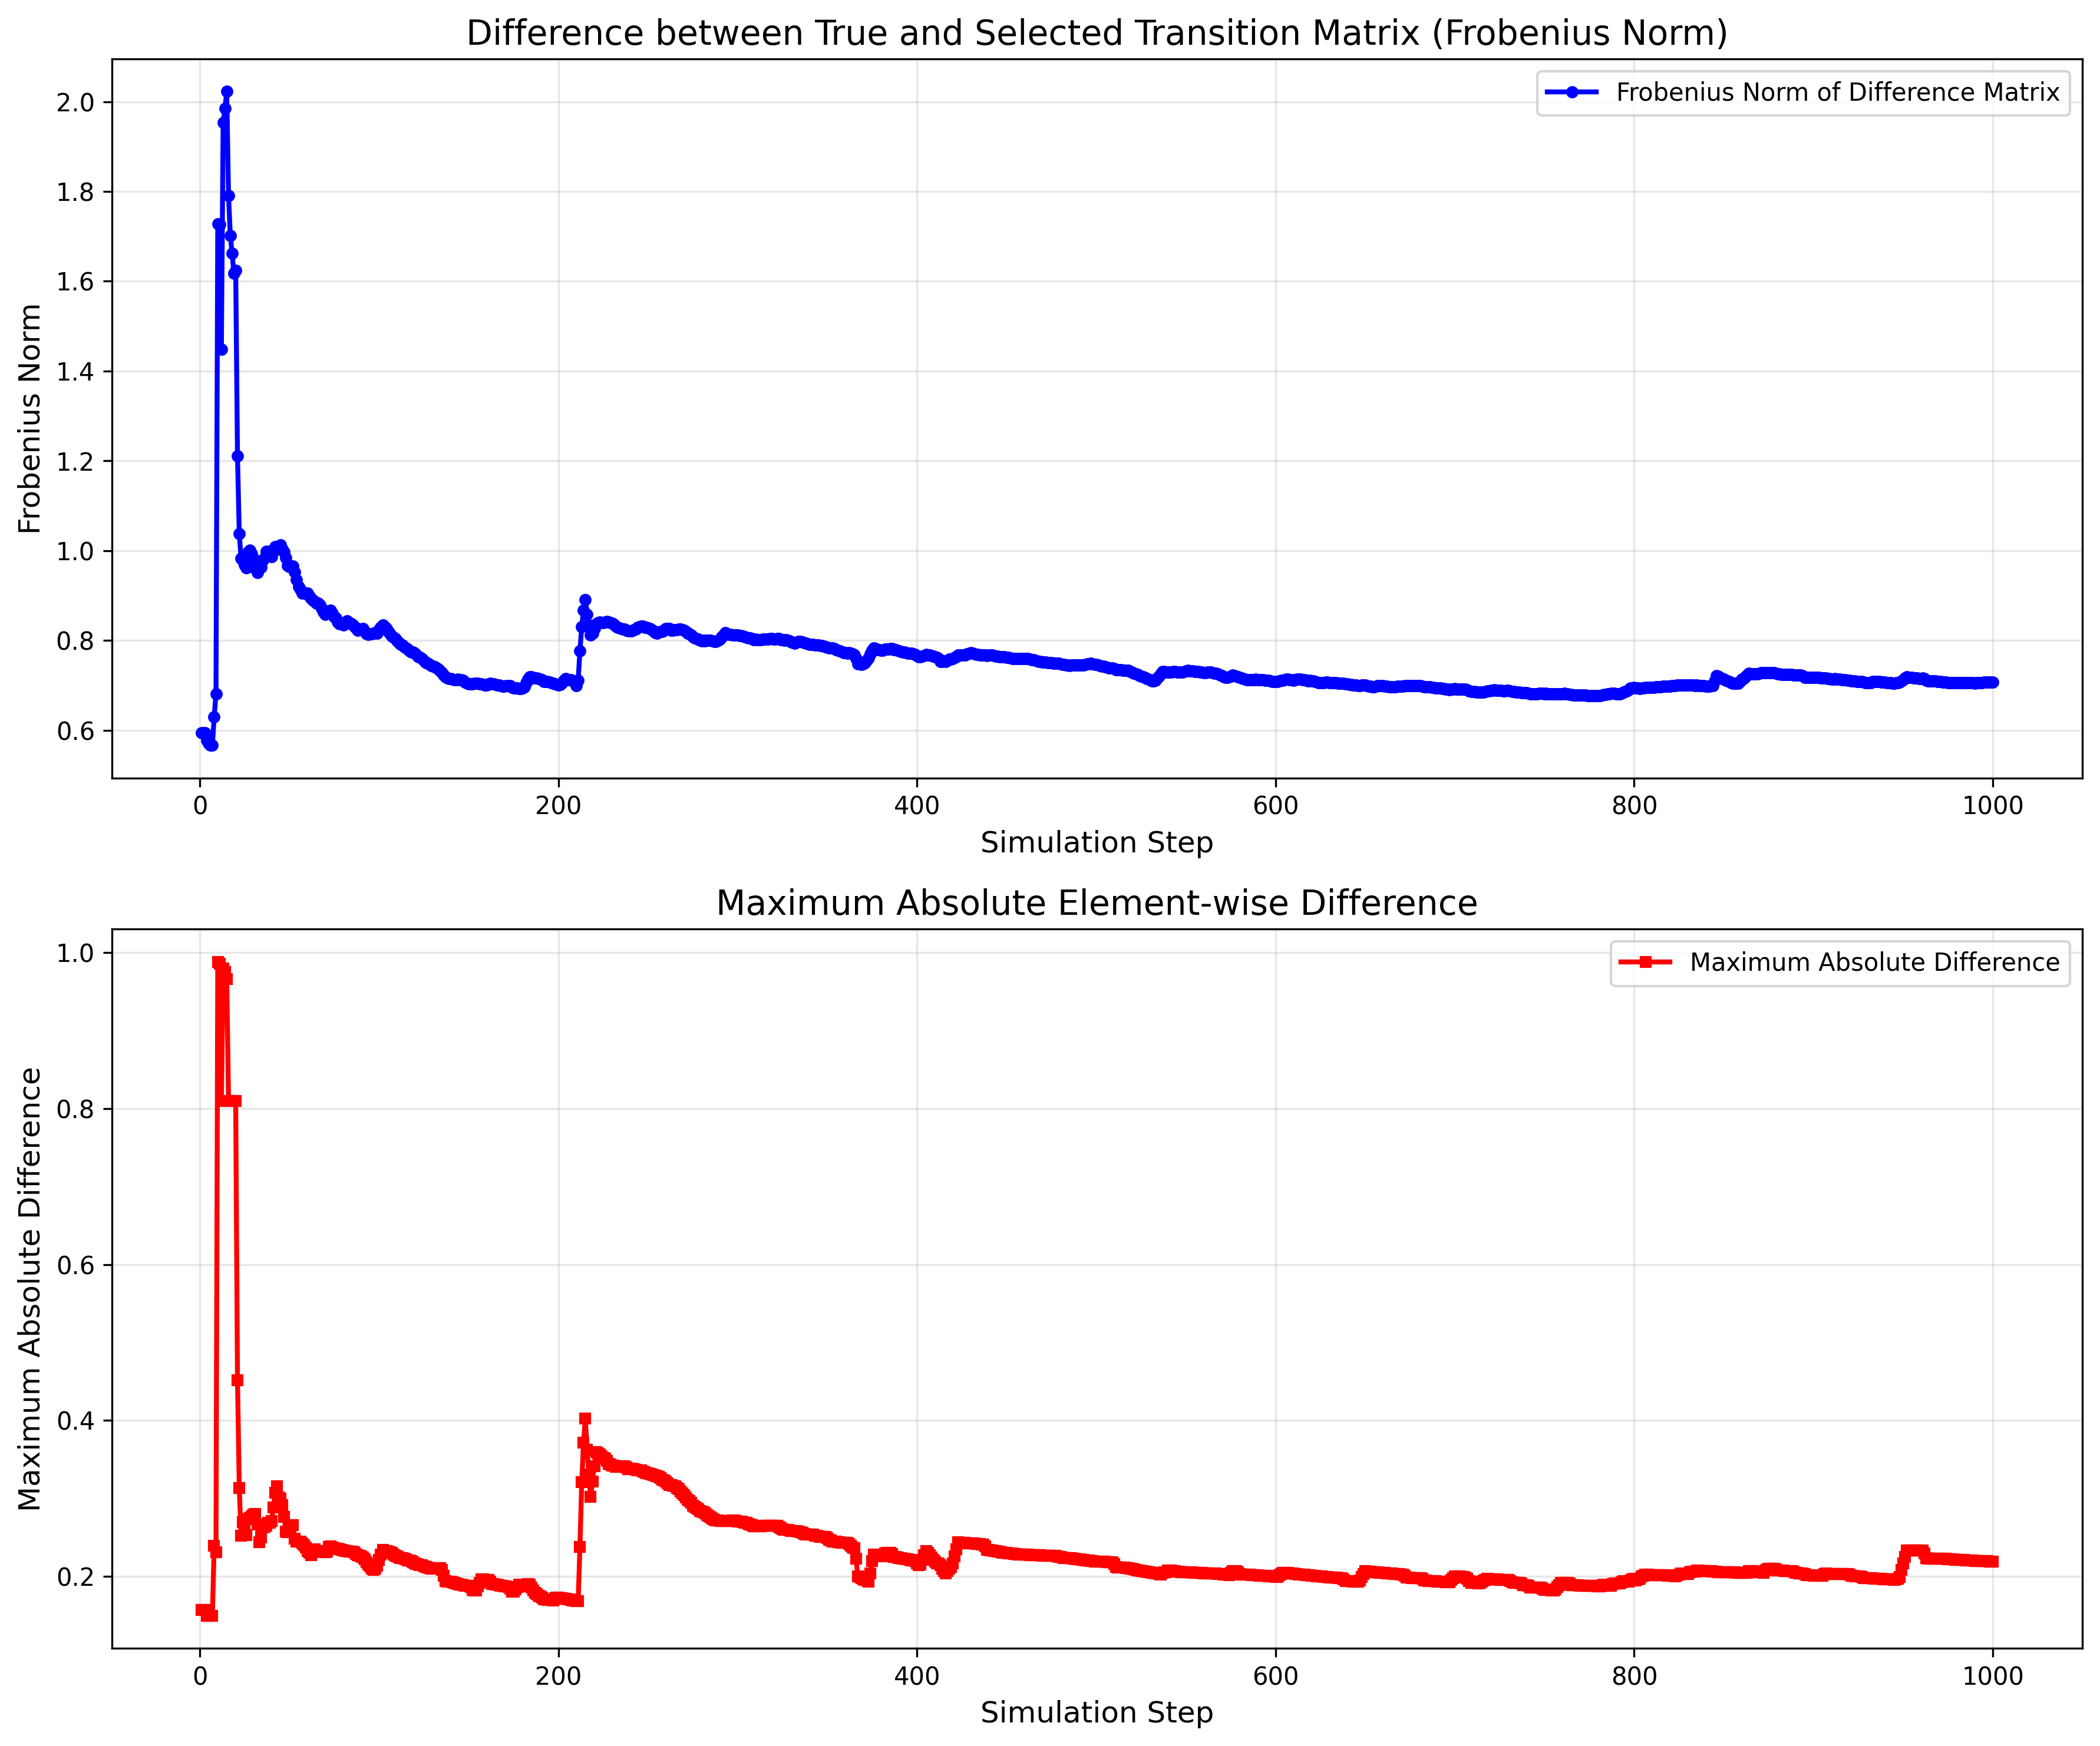 Difference between True and Selected Transition Matrix (Frobenius Norm)
Frobenius Norm of Difference Matrix
Frobenius Norm
2.0
1.8
1.6
1.4
1.2
1.0
0.8
0.6
0 200 400 600 800 1000
Simulation Step
Maximum Absolute Element-wise Difference
Maximum Absolute Difference
Maximum Absolute Difference
1.0
0.8
0.6
0.4
0.2
0 200 400 600 800 1000
Simulation Step